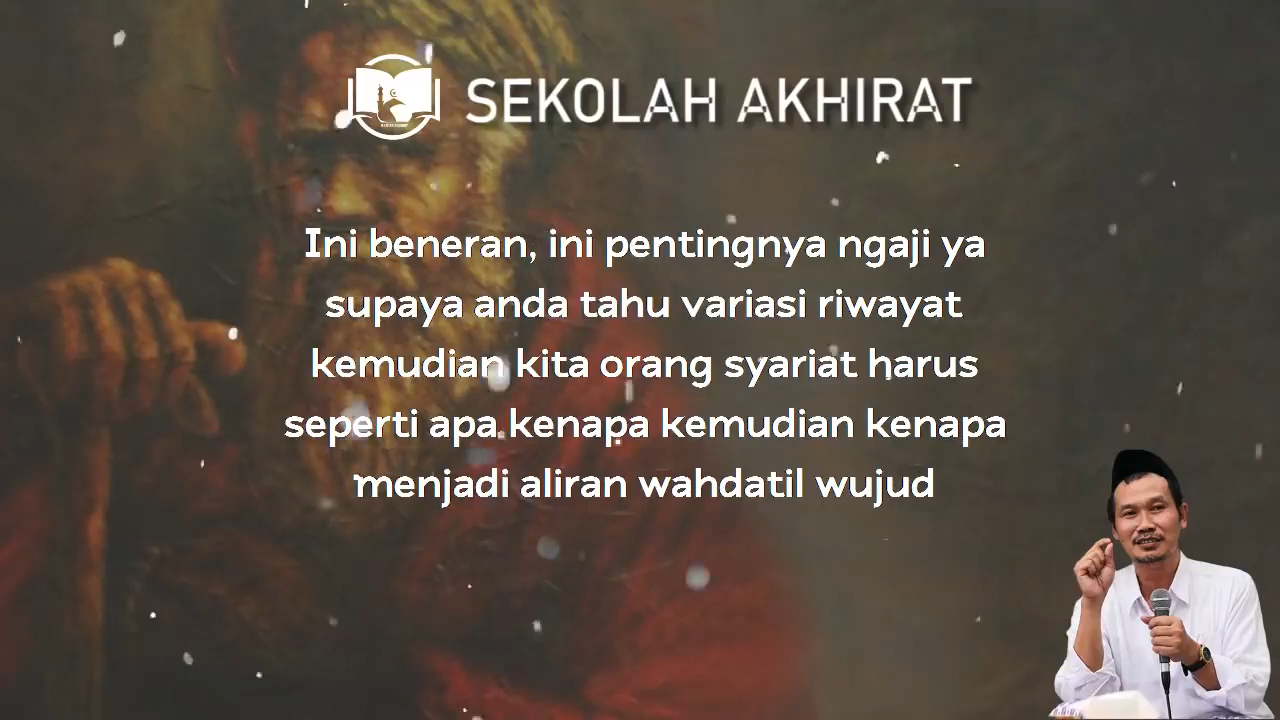 SEKOLAH AKHIRAT
Ini beneran, ini pentingnya ngaji ya
supaya anda tahu variasi riwayat
kemudian kita orang syariat harus
seperti apa kenapa kemudian kenapa
menjadi aliran wahdatil wujud